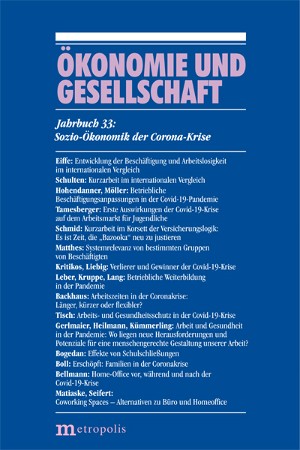 ÖKONOMIE UND
GESELLSCHAFT
Jahrbuch 33:
Sozio-Ökonomik der Corona-Krise
Eiffe: Entwicklung der Beschäftigung und Arbeitslosigkeit
im internationalen Vergleich
Schulten: Kurzarbeit im internationalen Vergleich
Hohendanner, Möller: Betriebliche
Beschäftigungsanpassungen in der Covid-19-Pandemie
Tamesberger: Erste Auswirkungen der Covid-19-Krise
auf dem Arbeitsmarkt für Jugendliche
Schmid: Kurzarbeit im Korsett der Versicherungslogik:
Es ist Zeit, die „Bazooka“ neu zu justieren
Matthes: Systemrelevanz von bestimmten Gruppen
von Beschäftigten
Kritikos, Liebig: Verlierer und Gewinner der Covid-19-Krise
Leber, Kruppe, Lang: Betriebliche Weiterbildung
in der Pandemie
Backhaus: Arbeitszeiten in der Coronakrise:
Länger, kürzer oder flexibler?
Tisch: Arbeits- und Gesundheitsschutz in der Covid-19-Krise
Gerlmaier, Heilmann, Kümmerling: Arbeit und Gesundheit
in der Pandemie: Wo liegen neue Herausforderungen und
Potenziale für eine menschengerechte Gestaltung unserer Arbeit?
Bogedan: Effekte von Schulschließungen
Boll: Erschöpft: Familien in der Coronakrise
Bellmann: Home-Office vor, während und nach der
Covid-19-Krise
Matiaske, Seifert:
Coworking Spaces – Alternativen zu Büro und Homeoffice
metropolis